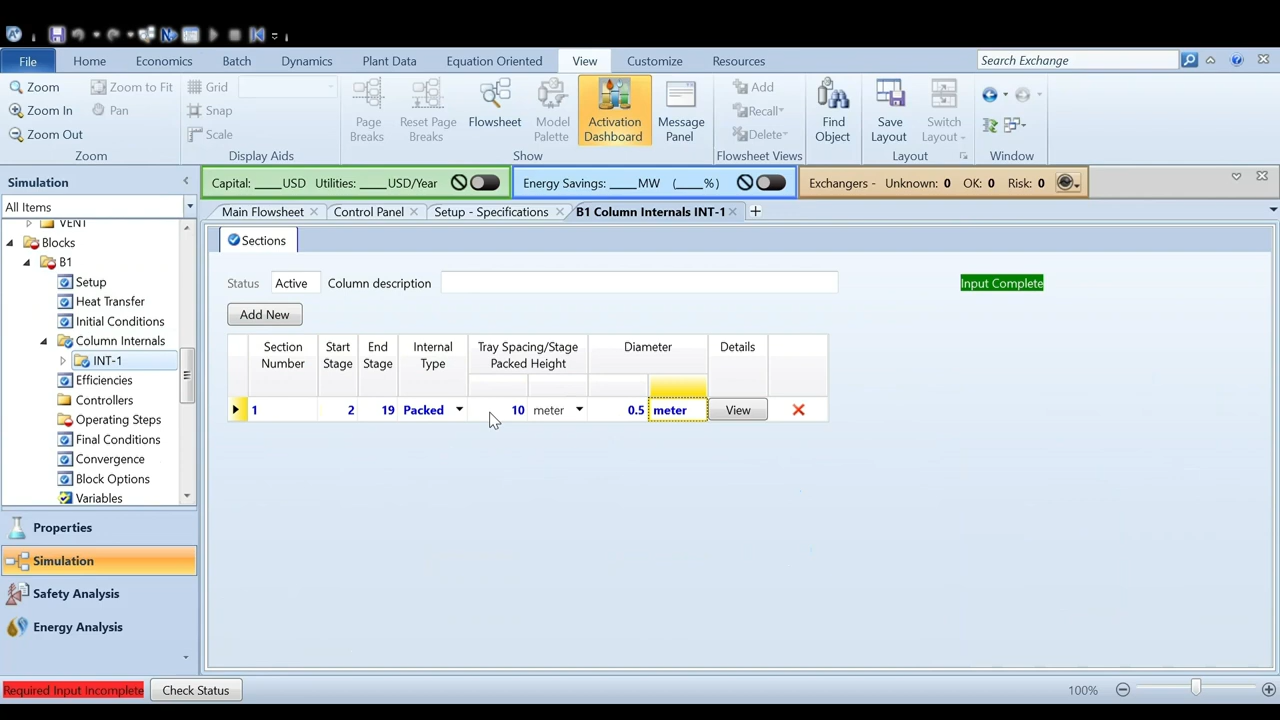 File Home Economics Batch Dynamics Plant Data Equation Oriented View Customize Resources Search Exchange
Zoom Zoom to Fit Grid
Zoom In Pan Snap
Zoom Out Scale
Page Breaks Reset Page Breaks Flowsheet Model Palette Activation Dashboard Message Panel
Add
Recall
Delete
Find Object Save Layout Switch Layout
Zoom Display Aids Show Flowsheet Views Layout Window
Simulation
Capital: ____USD Utilities: ____USD/Year Energy Savings: ____MW (____%) Exchangers - Unknown: 0 OK: 0 Risk: 0
All Items
Main Flowsheet Control Panel Setup - Specifications B1 Column Internals INT-1
VENT
Blocks
B1
Setup
Heat Transfer
Initial Conditions
Column Internals
INT-1
Efficiencies
Controllers
Operating Steps
Final Conditions
Convergence
Block Options
Variables
Properties
Simulation
Safety Analysis
Energy Analysis
Sections
Status Active Column description Input Complete
Add New
Section Number Start Stage End Stage Internal Type Tray Spacing/Stage Packed Height Diameter Details
1 2 19 Packed 10 meter 0.5 meter View
Required Input Incomplete Check Status 100%